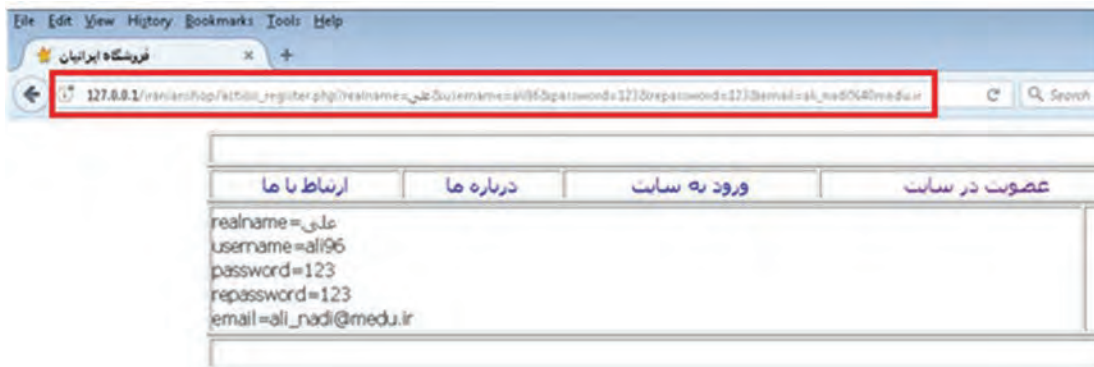 File Edit View History Bookmarks Tools Help
فروشگاه ایرانیان × +
127.0.0.1/iranianshop/action_register.php?realname=علی&username=ali96&password=123&repassword=123&email=ali_nadi%40medu.ir
Search
عضویت در سایت ورود به سایت درباره ما ارتباط با ما
realname=علی
username=ali96
password=123
repassword=123
email=ali_nadi@medu.ir